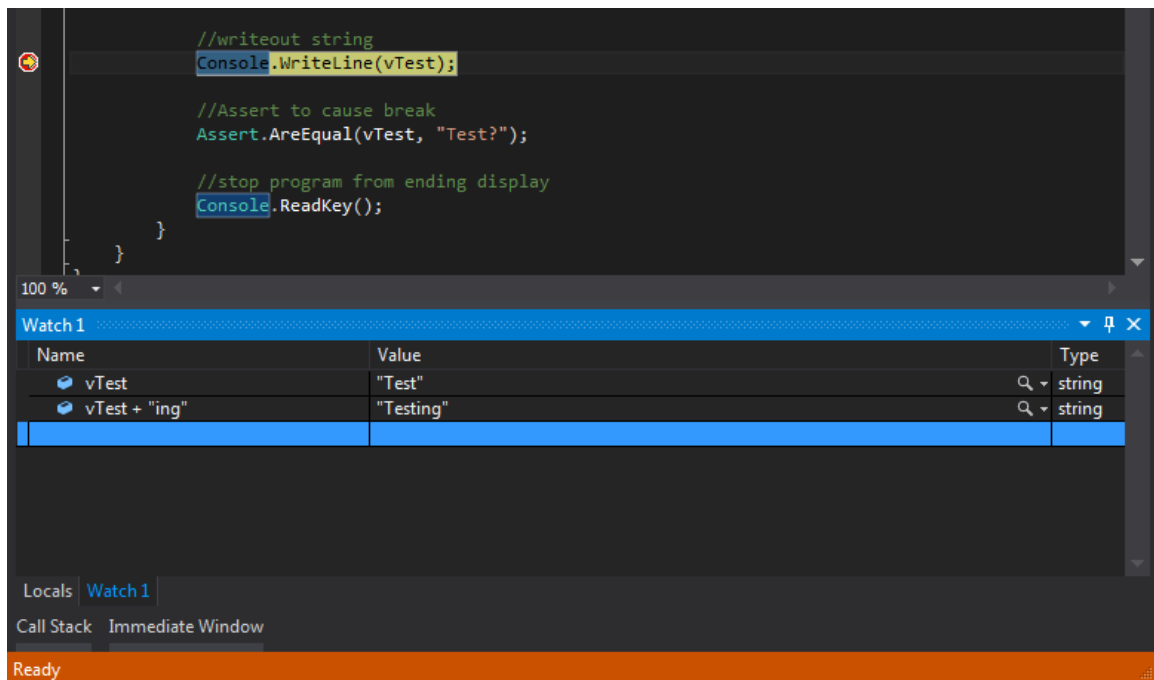 //writeout string
Console.WriteLine(vTest);
//Assert to cause break
Assert.AreEqual(vTest, "Test?");
//stop program from ending display
Console.ReadKey();
}
}
}
100 %
Watch 1
Name Value Type
vTest "Test" string
vTest + "ing" "Testing" string
Locals Watch 1
Call Stack Immediate Window
Ready